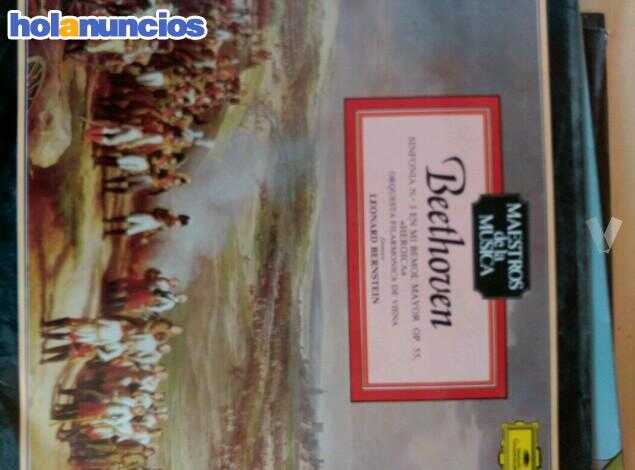 holanuncios
MAESTROS
de la
MUSICA
Beethoven
SINFONIA N.º 3 EN MI BEMOL MAYOR OP. 55,
«HEROICA»
ORQUESTA FILARMONICA DE VIENA
LEONARD BERNSTEIN